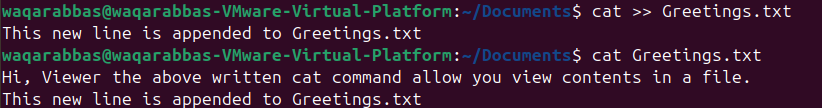 waqarabbas@waqarabbas-VMware-Virtual-Platform:~/Documents$ cat >> Greetings.txt
This new line is appended to Greetings.txt
waqarabbas@waqarabbas-VMware-Virtual-Platform:~/Documents$ cat Greetings.txt
Hi, Viewer the above written cat command allow you view contents in a file.
This new line is appended to Greetings.txt